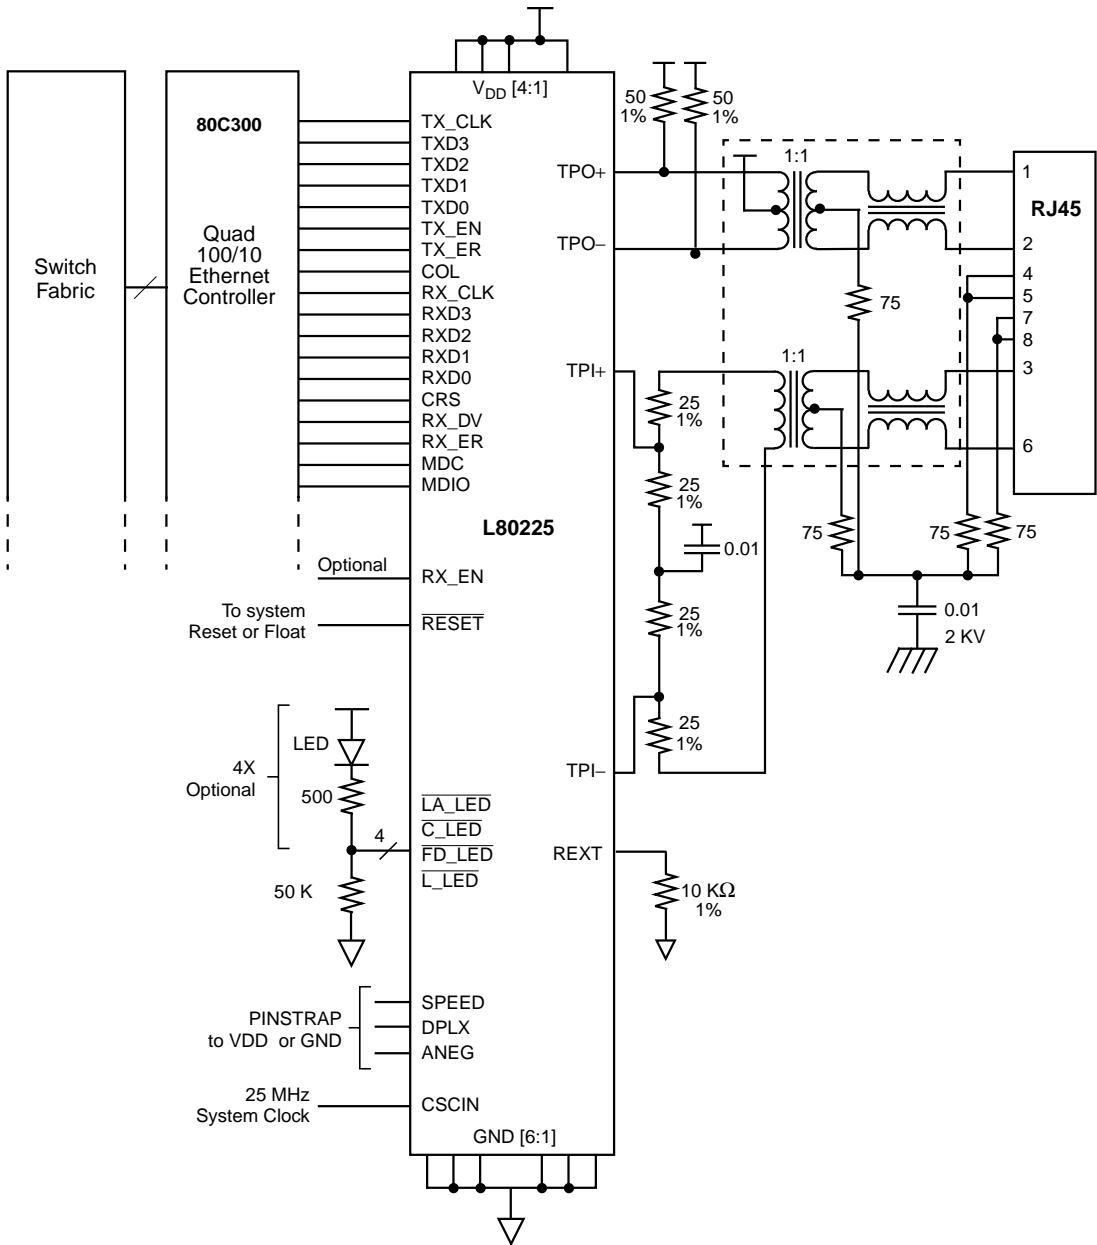 V_DD [4:1]
80C300
Quad
100/10
Ethernet
Controller
Switch
Fabric
TX_CLK
TXD3
TXD2
TXD1
TXD0
TX_EN
TX_ER
COL
RX_CLK
RXD3
RXD2
RXD1
RXD0
CRS
RX_DV
RX_ER
MDC
MDIO
L80225
Optional
RX_EN
To system
Reset or Float
RESET
LED
4X
Optional
500
4
50 K
LA_LED
C_LED
FD_LED
L_LED
PINSTRAP
to VDD or GND
SPEED
DPLX
ANEG
25 MHz
System Clock
CSCIN
GND [6:1]
TPO+
TPO−
TPI+
TPI−
REXT
50
1%
50
1%
1:1
75
1:1
25
1%
25
1%
0.01
25
1%
25
1%
10 KΩ
1%
RJ45
1
2
4
5
7
8
3
6
75
75
75
0.01
2 KV